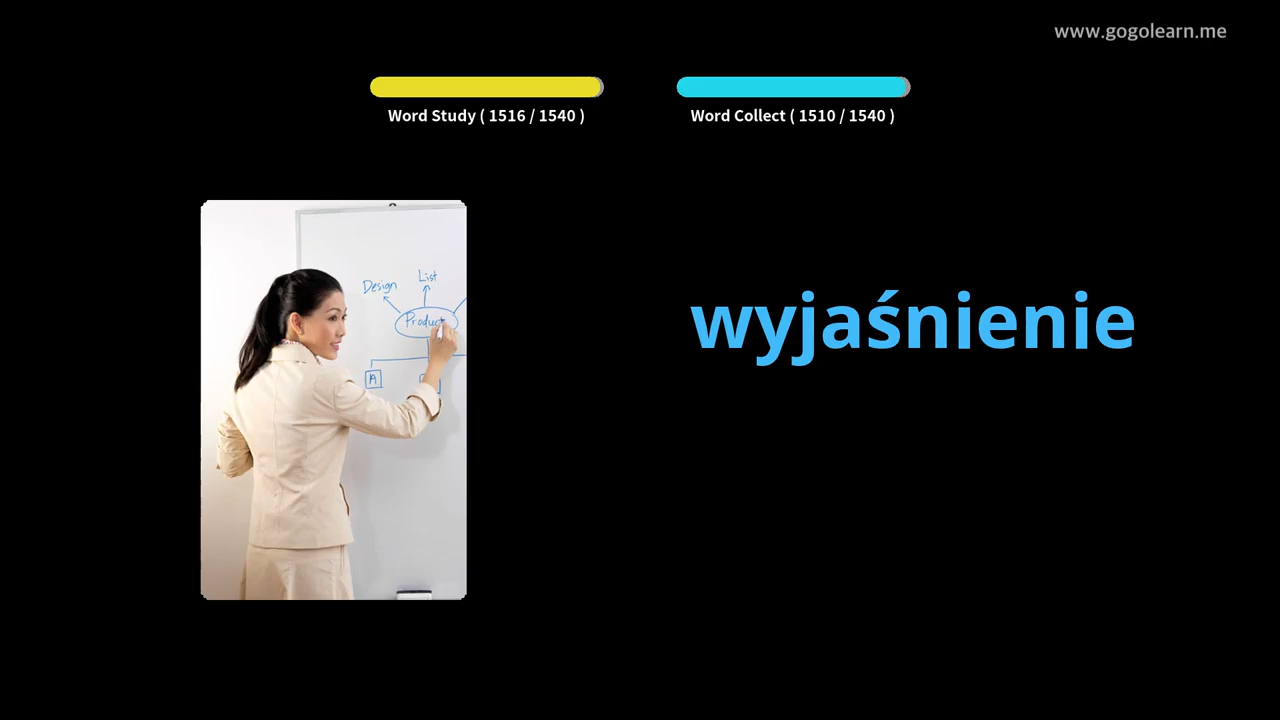 www.gogolearn.me
Word Study ( 1516 / 1540 )
Word Collect ( 1510 / 1540 )
List
Design
Product
A
wyjaśnienie